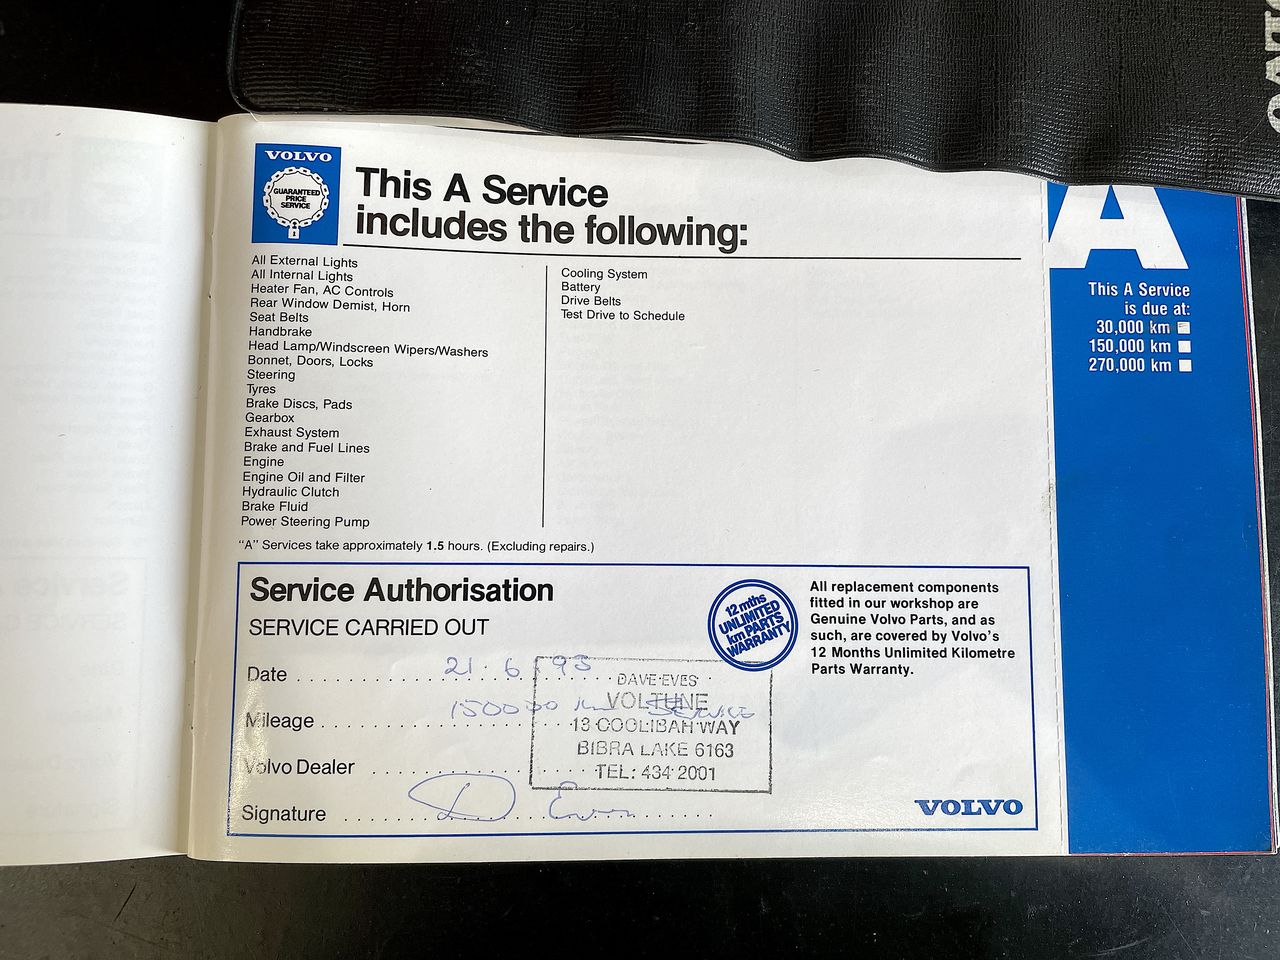 VOLVO
GUARANTEED
PRICE
SERVICE
This A Service
includes the following:
All External Lights
All Internal Lights
Heater Fan, AC Controls
Rear Window Demist, Horn
Seat Belts
Handbrake
Head Lamp/Windscreen Wipers/Washers
Bonnet, Doors, Locks
Steering
Tyres
Brake Discs, Pads
Gearbox
Exhaust System
Brake and Fuel Lines
Engine
Engine Oil and Filter
Hydraulic Clutch
Brake Fluid
Power Steering Pump
Cooling System
Battery
Drive Belts
Test Drive to Schedule
"A" Services take approximately 1.5 hours. (Excluding repairs.)
A
This A Service
is due at:
30,000 km
150,000 km
270,000 km
Service Authorisation
SERVICE CARRIED OUT
Date 21.6.95
Mileage 150000 km SERVICE
Volvo Dealer
Signature D Eves
DAVE EVES
VOLTUNE
13 COOLIBAH WAY
BIBRA LAKE 6163
TEL: 434 2001
12 mths
UNLIMITED
km PARTS
WARRANTY
All replacement components
fitted in our workshop are
Genuine Volvo Parts, and as
such, are covered by Volvo's
12 Months Unlimited Kilometre
Parts Warranty.
VOLVO